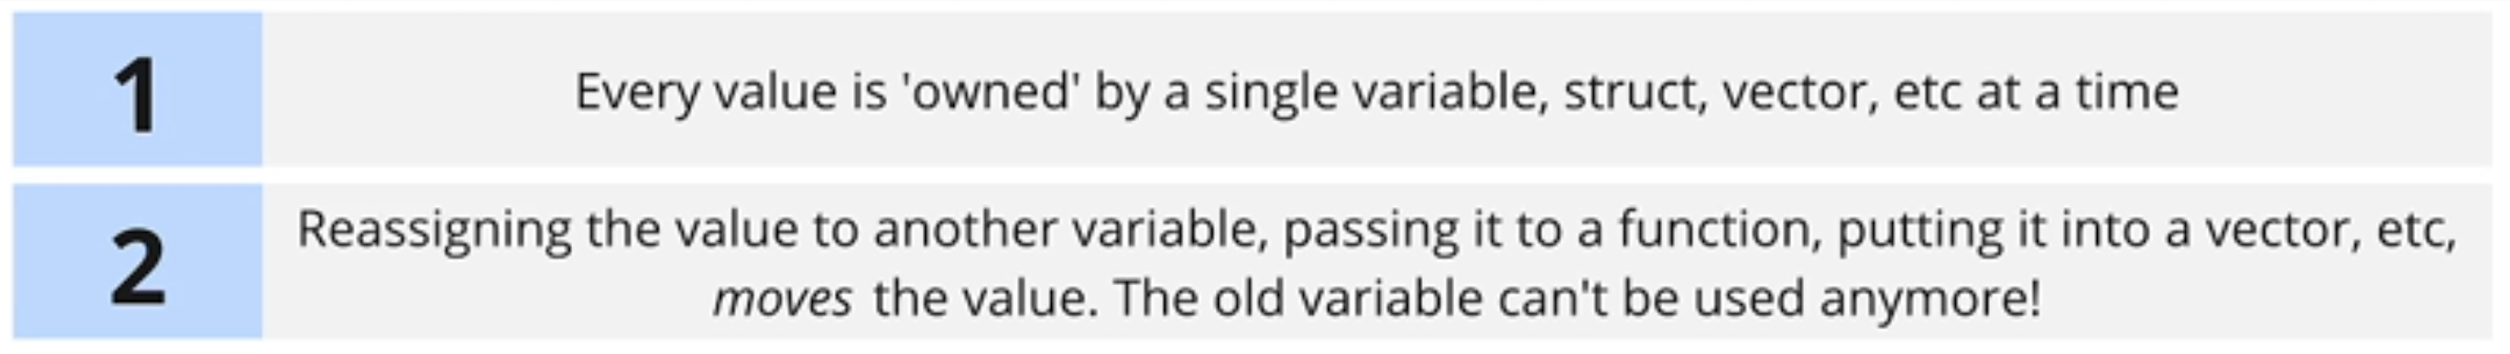 1
Every value is 'owned' by a single variable, struct, vector, etc at a time
2
Reassigning the value to another variable, passing it to a function, putting it into a vector, etc,
moves the value. The old variable can't be used anymore!